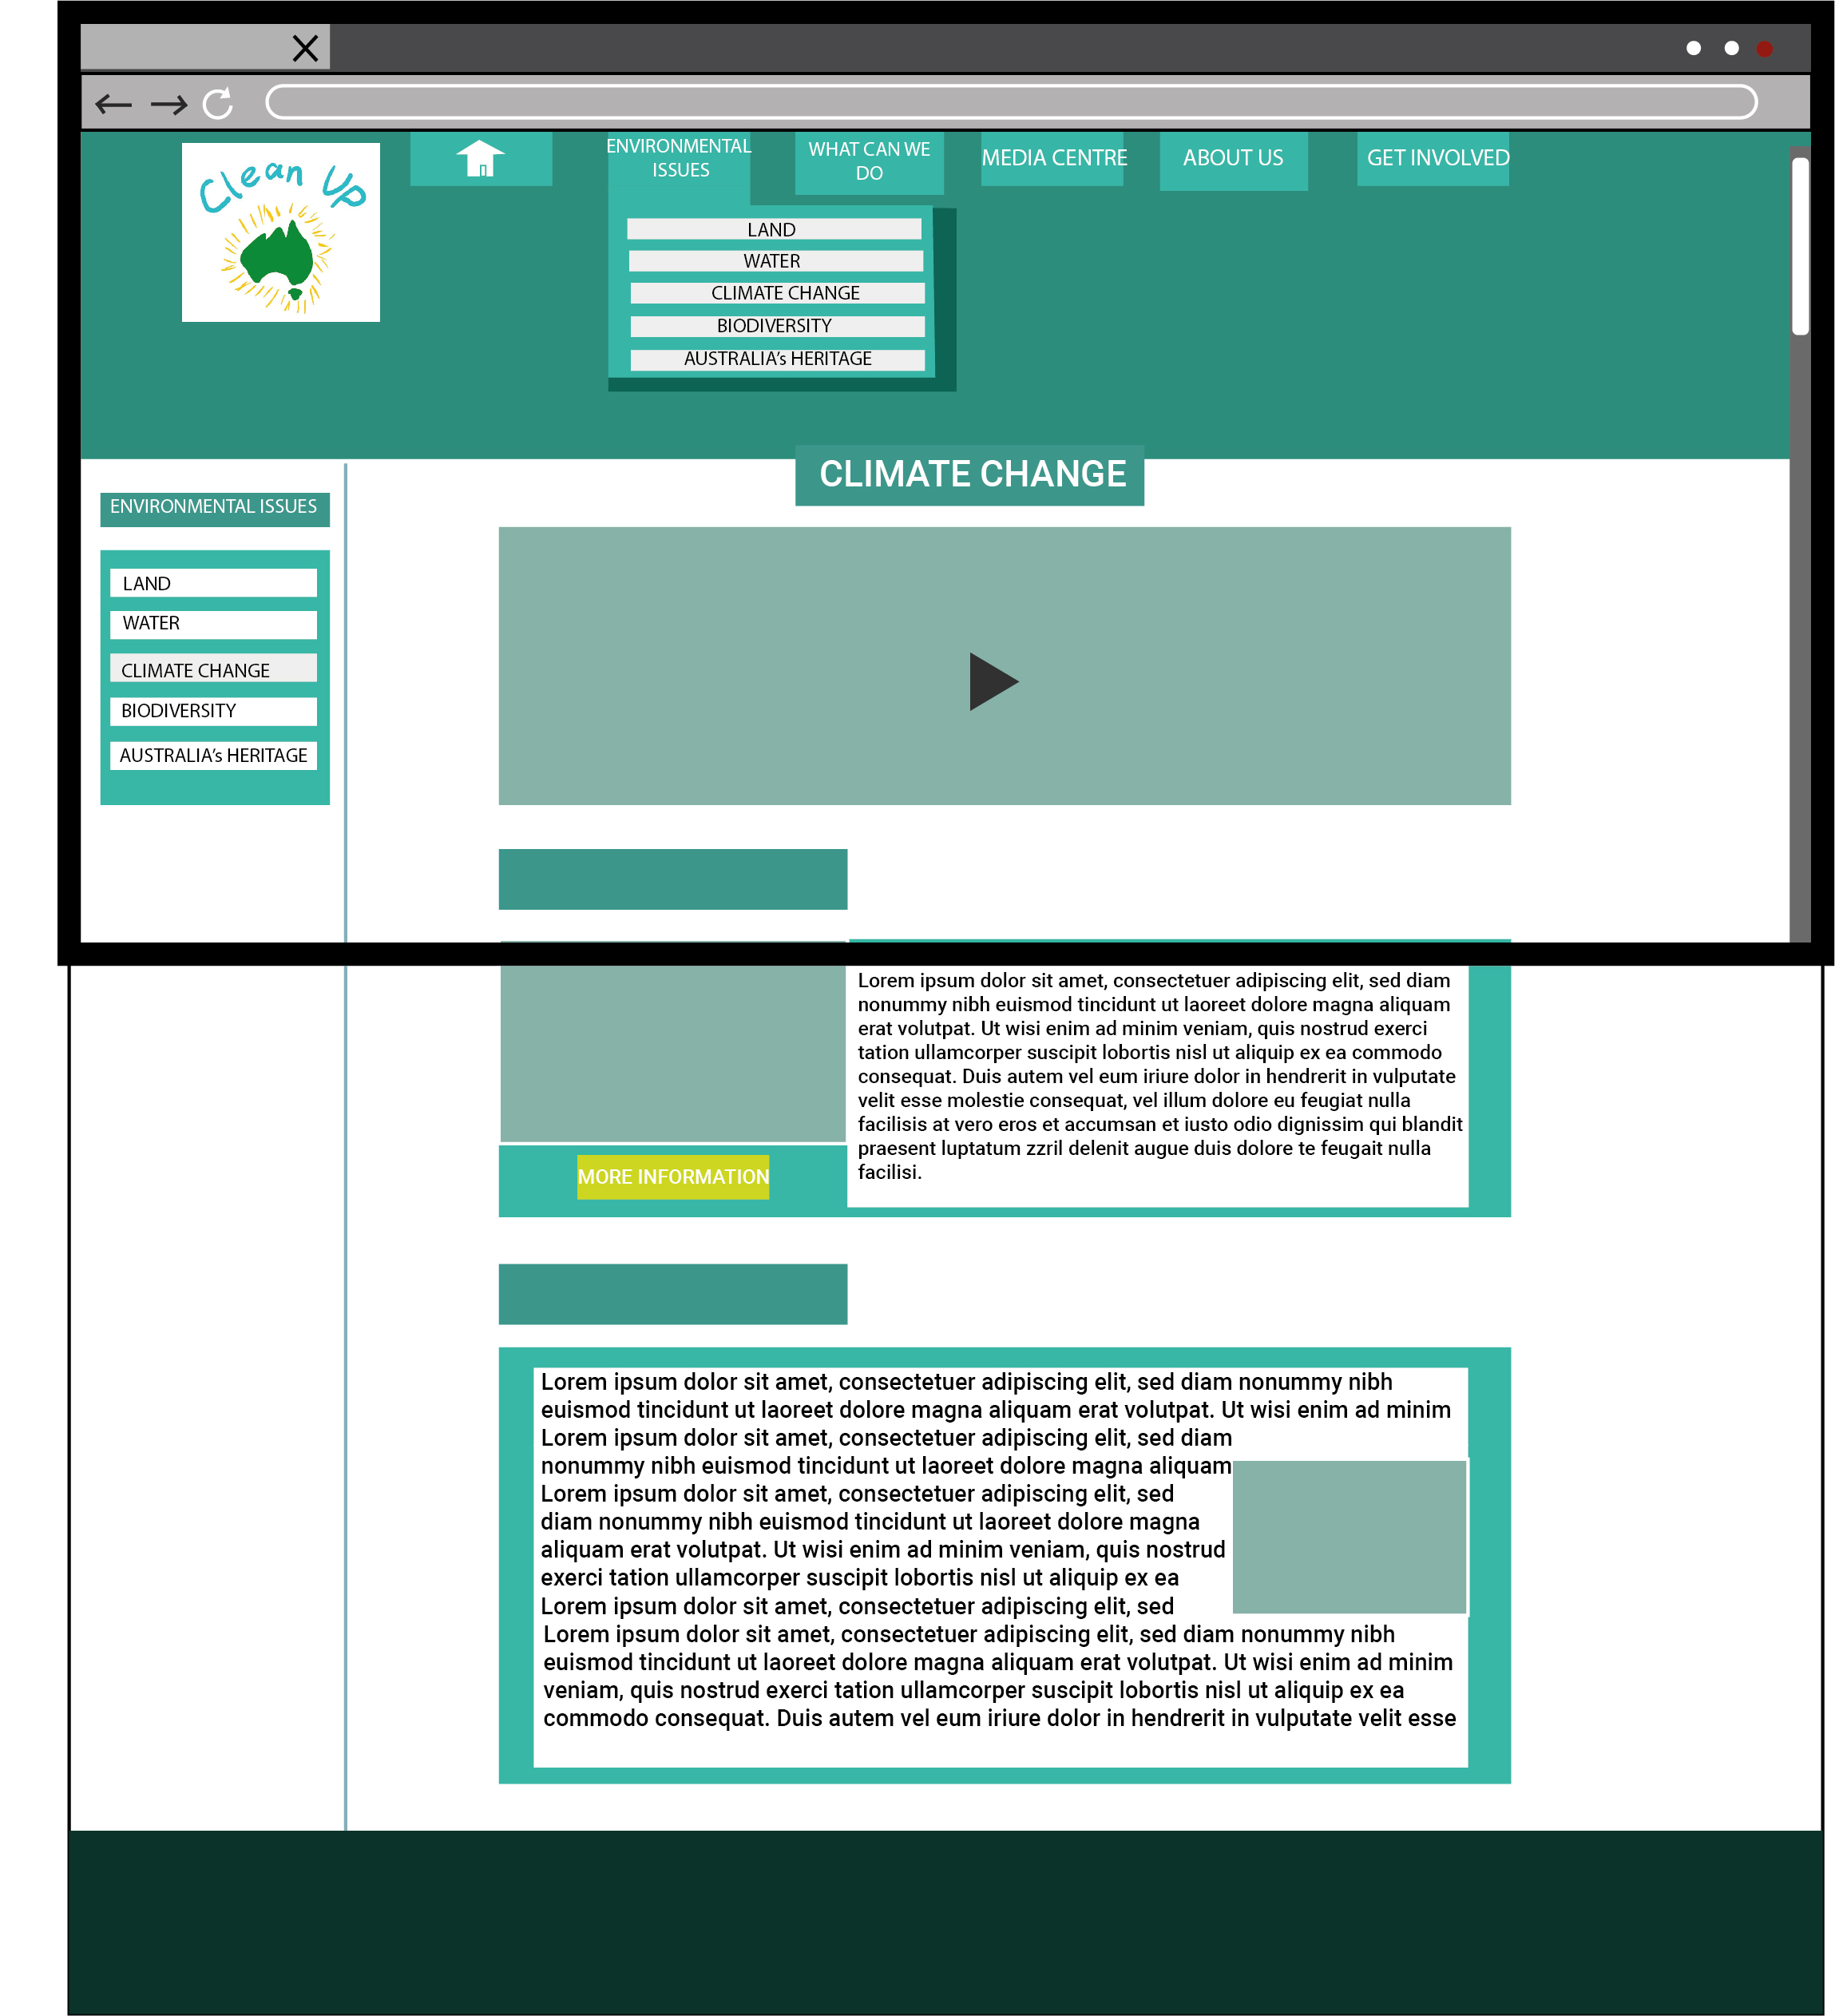 Clean Up
ENVIRONMENTAL
ISSUES
WHAT CAN WE
DO
MEDIA CENTRE
ABOUT US
GET INVOLVED
LAND
WATER
CLIMATE CHANGE
BIODIVERSITY
AUSTRALIA's HERITAGE
CLIMATE CHANGE
ENVIRONMENTAL ISSUES
LAND
WATER
CLIMATE CHANGE
BIODIVERSITY
AUSTRALIA's HERITAGE
Lorem ipsum dolor sit amet, consectetuer adipiscing elit, sed diam
nonummy nibh euismod tincidunt ut laoreet dolore magna aliquam
erat volutpat. Ut wisi enim ad minim veniam, quis nostrud exerci
tation ullamcorper suscipit lobortis nisl ut aliquip ex ea commodo
consequat. Duis autem vel eum iriure dolor in hendrerit in vulputate
velit esse molestie consequat, vel illum dolore eu feugiat nulla
facilisis at vero eros et accumsan et iusto odio dignissim qui blandit
praesent luptatum zzril delenit augue duis dolore te feugait nulla
facilisi.
MORE INFORMATION
Lorem ipsum dolor sit amet, consectetuer adipiscing elit, sed diam nonummy nibh
euismod tincidunt ut laoreet dolore magna aliquam erat volutpat. Ut wisi enim ad minim
Lorem ipsum dolor sit amet, consectetuer adipiscing elit, sed diam
nonummy nibh euismod tincidunt ut laoreet dolore magna aliquam
Lorem ipsum dolor sit amet, consectetuer adipiscing elit, sed
diam nonummy nibh euismod tincidunt ut laoreet dolore magna
aliquam erat volutpat. Ut wisi enim ad minim veniam, quis nostrud
exerci tation ullamcorper suscipit lobortis nisl ut aliquip ex ea
Lorem ipsum dolor sit amet, consectetuer adipiscing elit, sed
Lorem ipsum dolor sit amet, consectetuer adipiscing elit, sed diam nonummy nibh
euismod tincidunt ut laoreet dolore magna aliquam erat volutpat. Ut wisi enim ad minim
veniam, quis nostrud exerci tation ullamcorper suscipit lobortis nisl ut aliquip ex ea
commodo consequat. Duis autem vel eum iriure dolor in hendrerit in vulputate velit esse